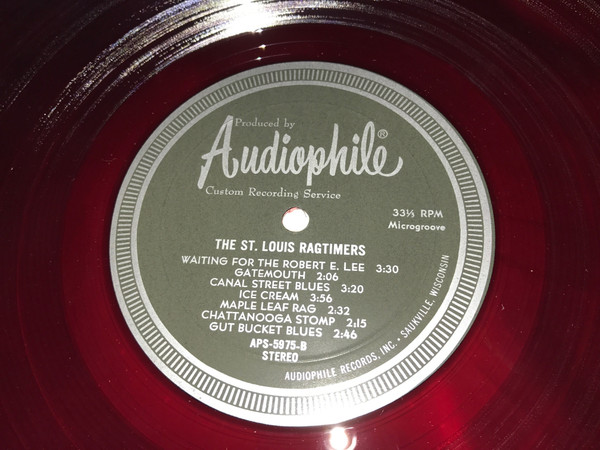 Produced by
Audiophile®
Custom Recording Service
33⅓ RPM
Microgroove
THE ST. LOUIS RAGTIMERS
WAITING FOR THE ROBERT E. LEE 3:30
GATEMOUTH 2:06
CANAL STREET BLUES 3:20
ICE CREAM 3:56
MAPLE LEAF RAG 2:32
CHATTANOOGA STOMP 2:15
GUT BUCKET BLUES 2:46
APS-5975-B
STEREO
AUDIOPHILE RECORDS, INC. • SAUKVILLE, WISCONSIN